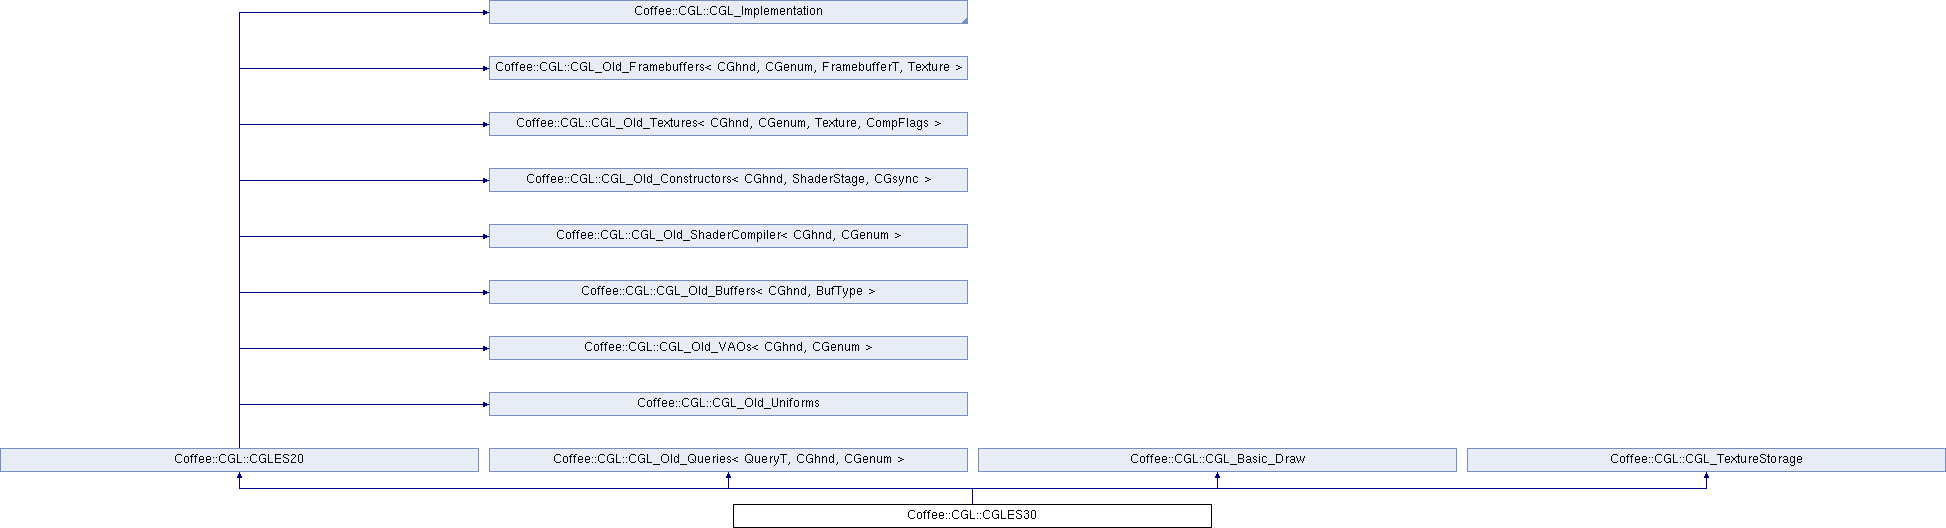 Coffee::CGL::CGL_Implementation
Coffee::CGL::CGL_Old_Framebuffers< CGhnd, CGenum, FramebufferT, Texture >
Coffee::CGL::CGL_Old_Textures< CGhnd, CGenum, Texture, CompFlags >
Coffee::CGL::CGL_Old_Constructors< CGhnd, ShaderStage, CGsync >
Coffee::CGL::CGL_Old_ShaderCompiler< CGhnd, CGenum >
Coffee::CGL::CGL_Old_Buffers< CGhnd, BufType >
Coffee::CGL::CGL_Old_VAOs< CGhnd, CGenum >
Coffee::CGL::CGL_Old_Uniforms
Coffee::CGL::CGLES20
Coffee::CGL::CGL_Old_Queries< QueryT, CGhnd, CGenum >
Coffee::CGL::CGL_Basic_Draw
Coffee::CGL::CGL_TextureStorage
Coffee::CGL::CGLES30